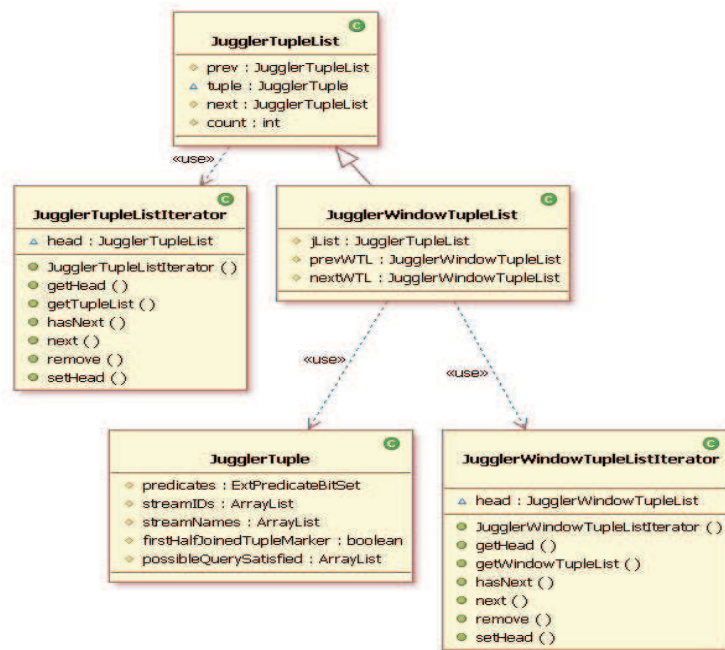 C
JugglerTupleList
prev : JugglerTupleList
tuple : JugglerTuple
next : JugglerTupleList
count : int
«use»
C
JugglerTupleListIterator
head : JugglerTupleList
JugglerTupleListIterator ()
getHead ()
getTupleList ()
hasNext ()
next ()
remove ()
setHead ()
C
JugglerWindowTupleList
jList : JugglerTupleList
prevWTL : JugglerWindowTupleList
nextWTL : JugglerWindowTupleList
«use»
«use»
C
JugglerTuple
predicates : ExtPredicateBitSet
streamIDs : ArrayList
streamNames : ArrayList
firstHalfJoinedTupleMarker : boolean
possibleQuerySatisfied : ArrayList
C
JugglerWindowTupleListIterator
head : JugglerWindowTupleList
JugglerWindowTupleListIterator ()
getHead ()
getWindowTupleList ()
hasNext ()
next ()
remove ()
setHead ()